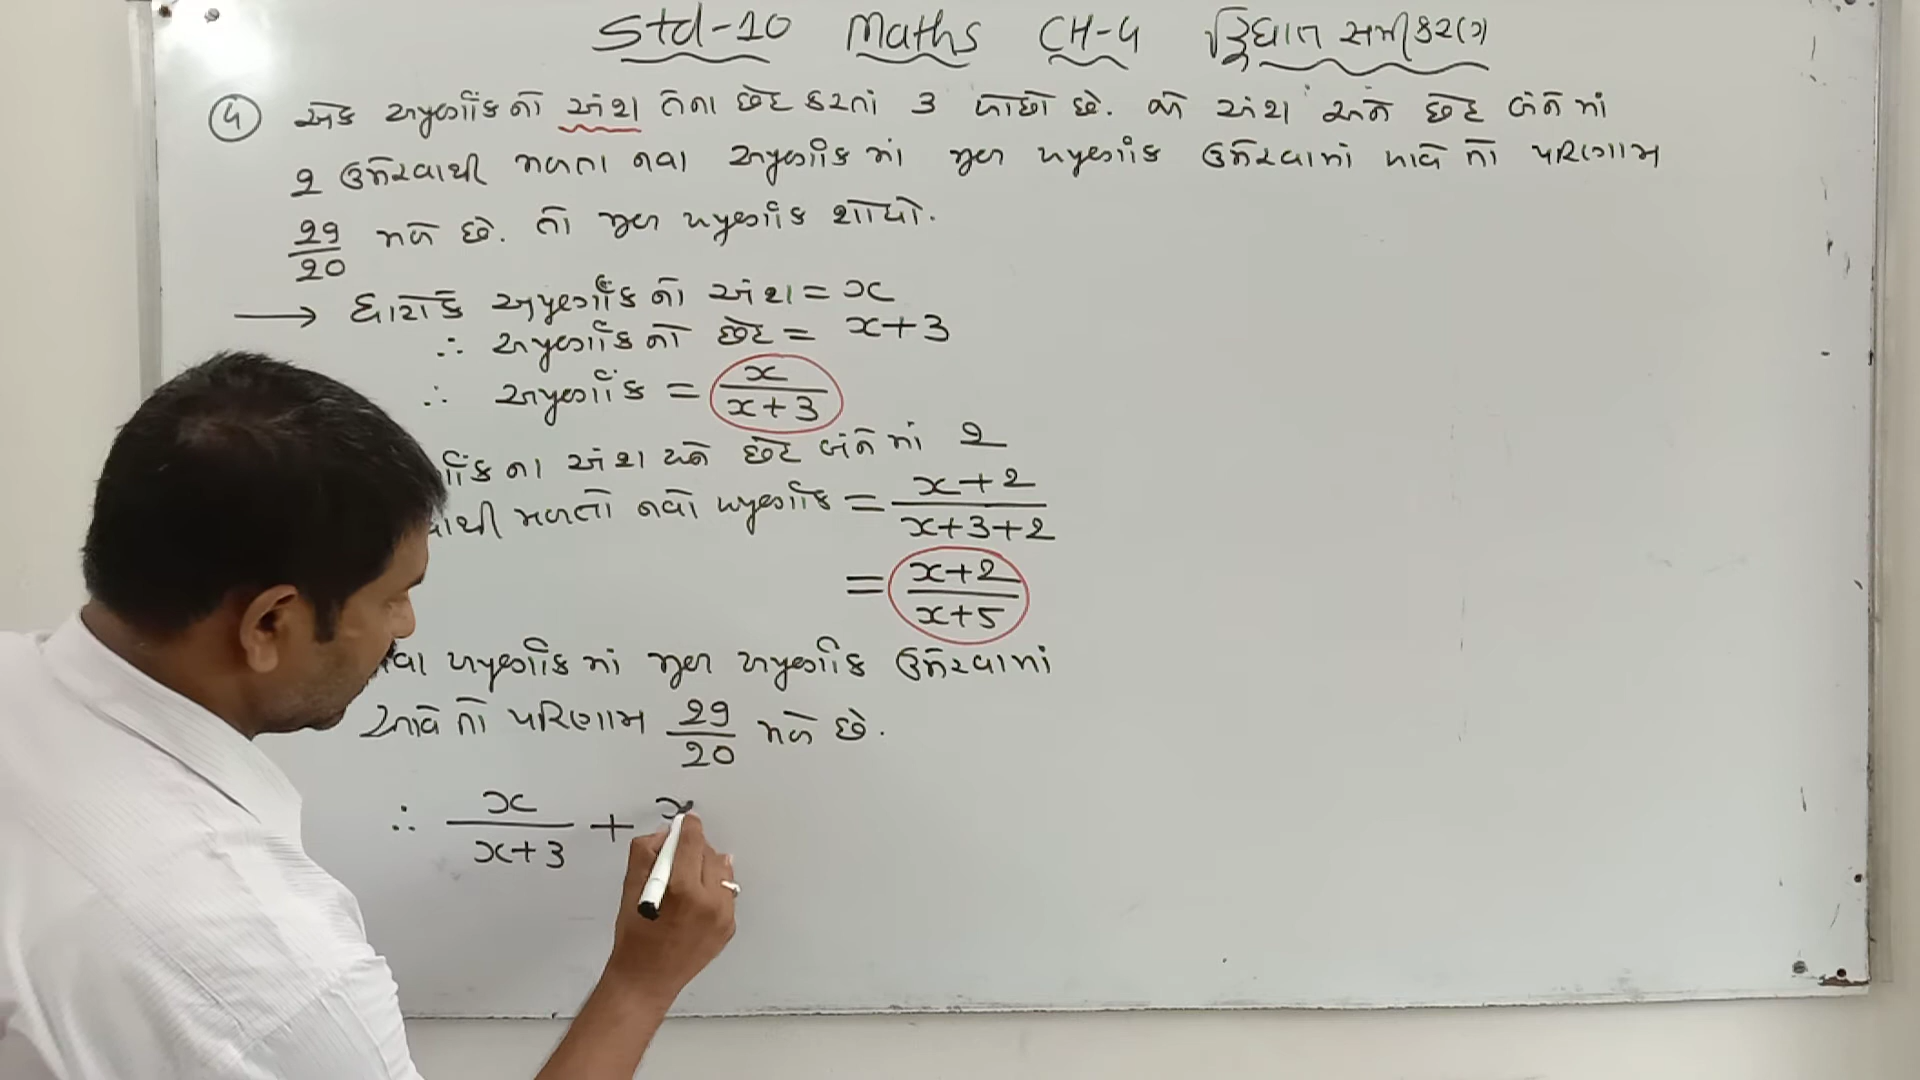 Std-10 Maths CH-4 દ્વિઘાત સમીકરણ
(4) એક અપૂર્ણાંકનો અંશ તેના છેદ કરતાં 3 ઓછો છે. જો અંશ અને છેદ બંનેમાં
2 ઉમેરવાથી મળતા નવા અપૂર્ણાંકમાં મૂળ અપૂર્ણાંક ઉમેરવામાં આવે તો પરિણામ
29/20 મળે છે. તો મૂળ અપૂર્ણાંક શોધો.
→ ધારોકે અપૂર્ણાંકનો અંશ = x
∴ અપૂર્ણાંકનો છેદ = x+3
∴ અપૂર્ણાંક = x/(x+3)
ના અંશ અને છેદ બંનેમાં 2
મળતો નવો અપૂર્ણાંક = (x+2)/(x+3+2)
= (x+2)/(x+5)
અપૂર્ણાંકમાં મૂળ અપૂર્ણાંક ઉમેરવામાં
આવે તો પરિણામ 29/20 મળે છે.
∴ x/(x+3) + x